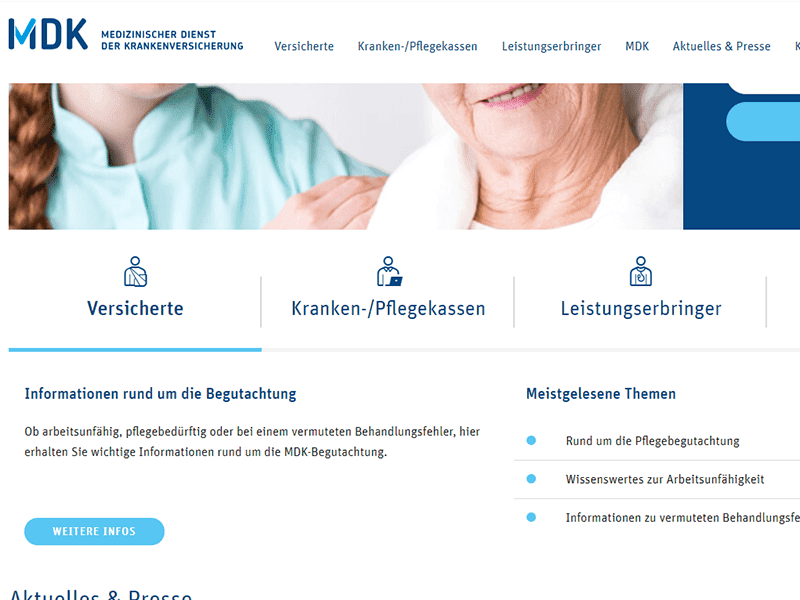 MDK
MEDIZINISCHER DIENST
DER KRANKENVERSICHERUNG
Versicherte Kranken-/Pflegekassen Leistungserbringer MDK Aktuelles & Presse K
Versicherte Kranken-/Pflegekassen Leistungserbringer
Informationen rund um die Begutachtung
Ob arbeitsunfähig, pflegebedürftig oder bei einem vermuteten Behandlungsfehler, hier
erhalten Sie wichtige Informationen rund um die MDK-Begutachtung.
WEITERE INFOS
Meistgelesene Themen
Rund um die Pflegebegutachtung
Wissenswertes zur Arbeitsunfähigkeit
Informationen zu vermuteten Behandlungsfe
Aktuelles & Presse